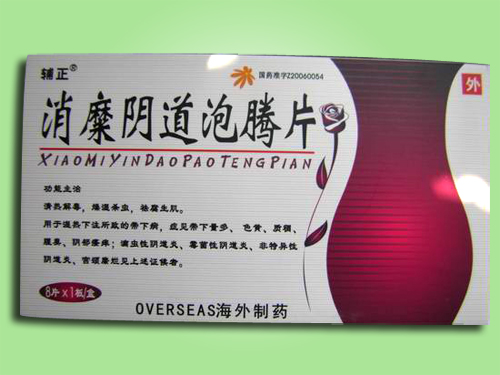 辅正®
国药准字Z20060054
外
消糜阴道泡腾片
XIAOMIYINDAOPAOTENGPIAN
功能主治
清热解毒，燥湿杀虫，祛腐生肌。
用于湿热下注所致的带下病，症见带下量多、色黄、质稠、
腥臭、阴部瘙痒；滴虫性阴道炎、霉菌性阴道炎、非特异性
阴道炎、宫颈糜烂见上述证候者。
8片×1板/盒
OVERSEAS海外制药